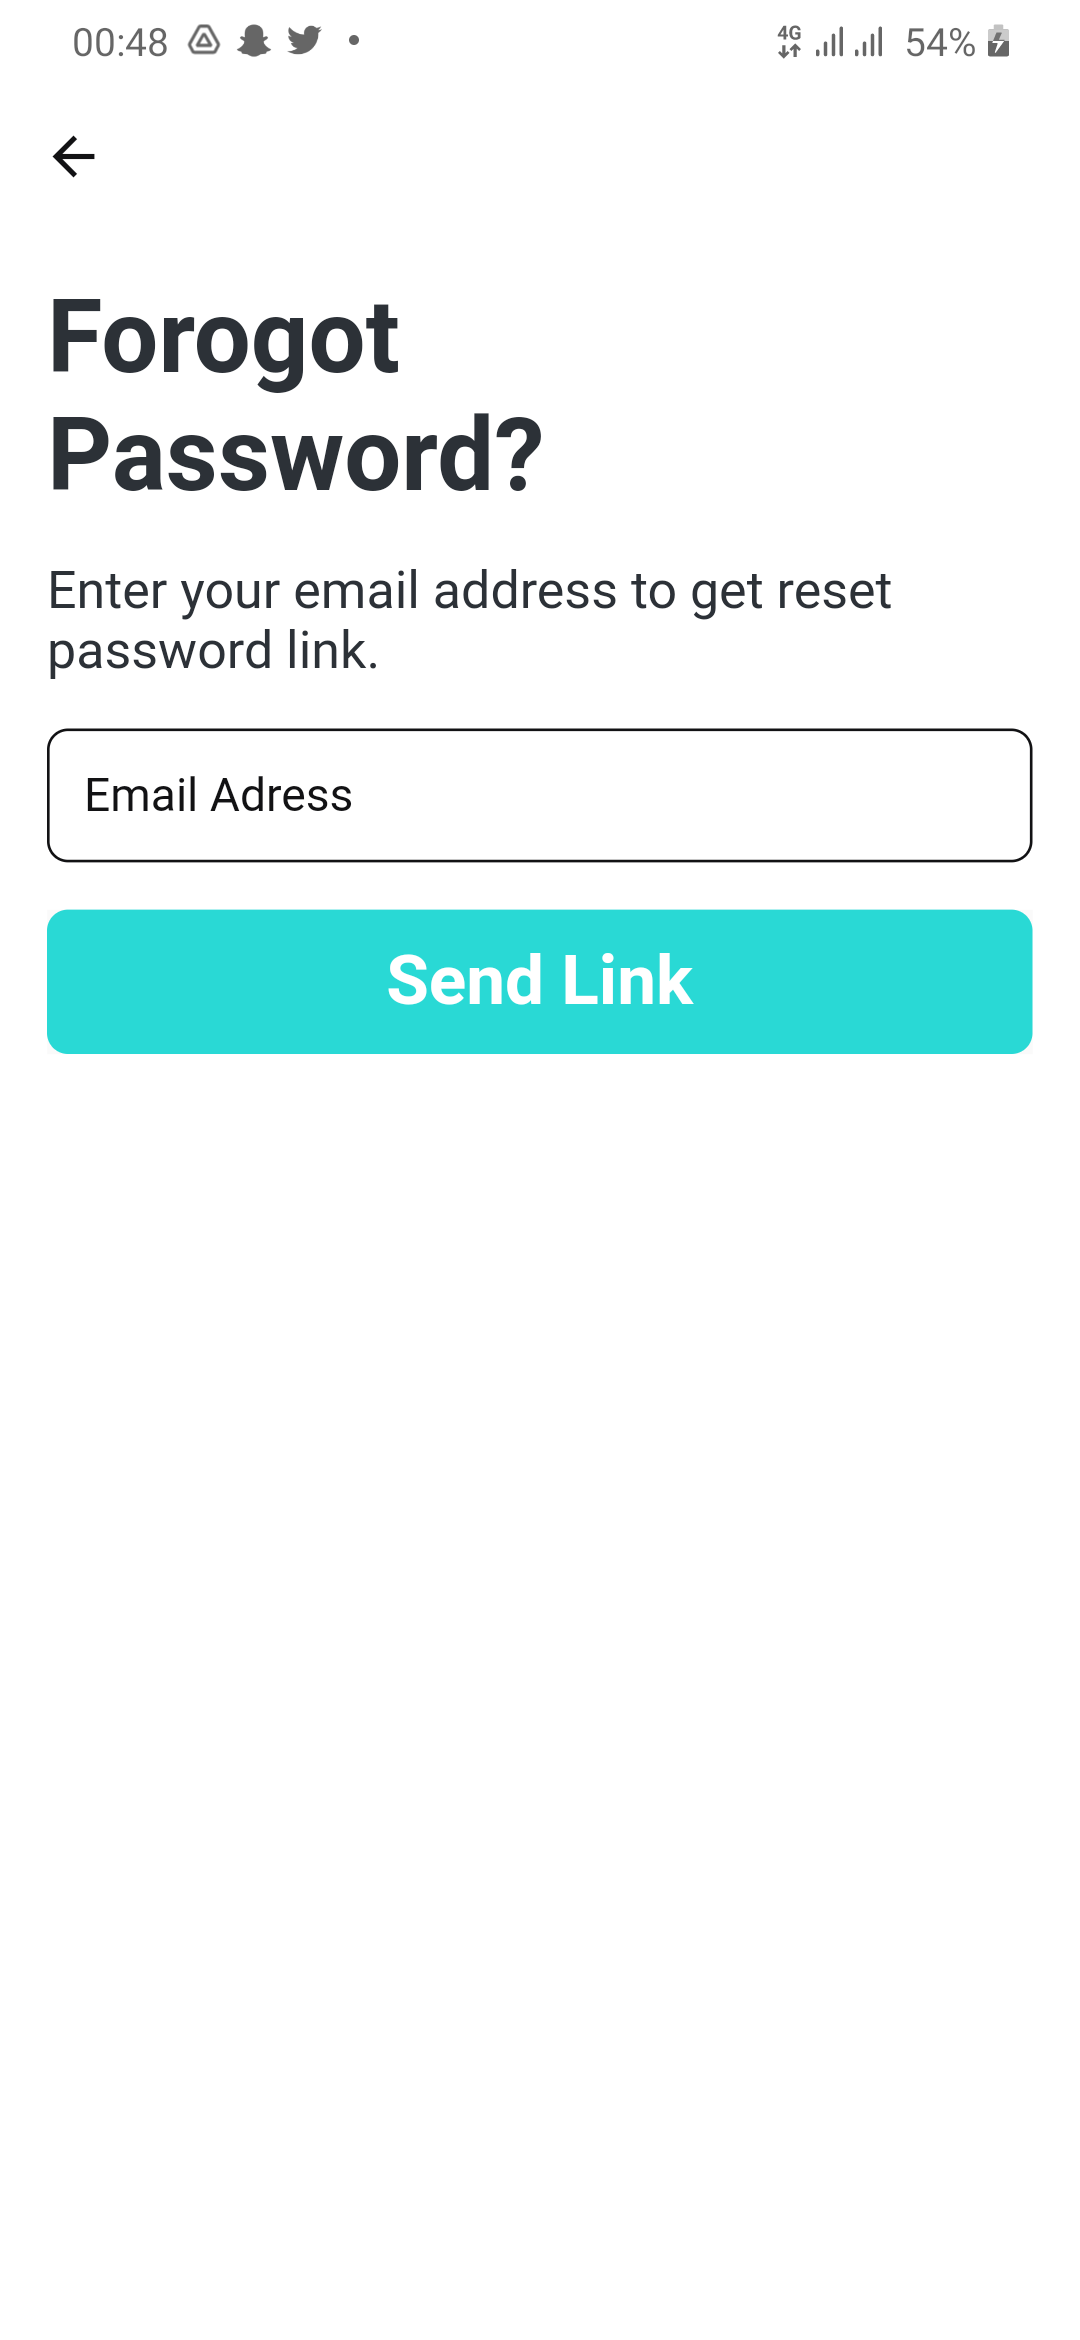 00:48 4G 54%
Forogot
Password?
Enter your email address to get reset
password link.
Email Adress
Send Link